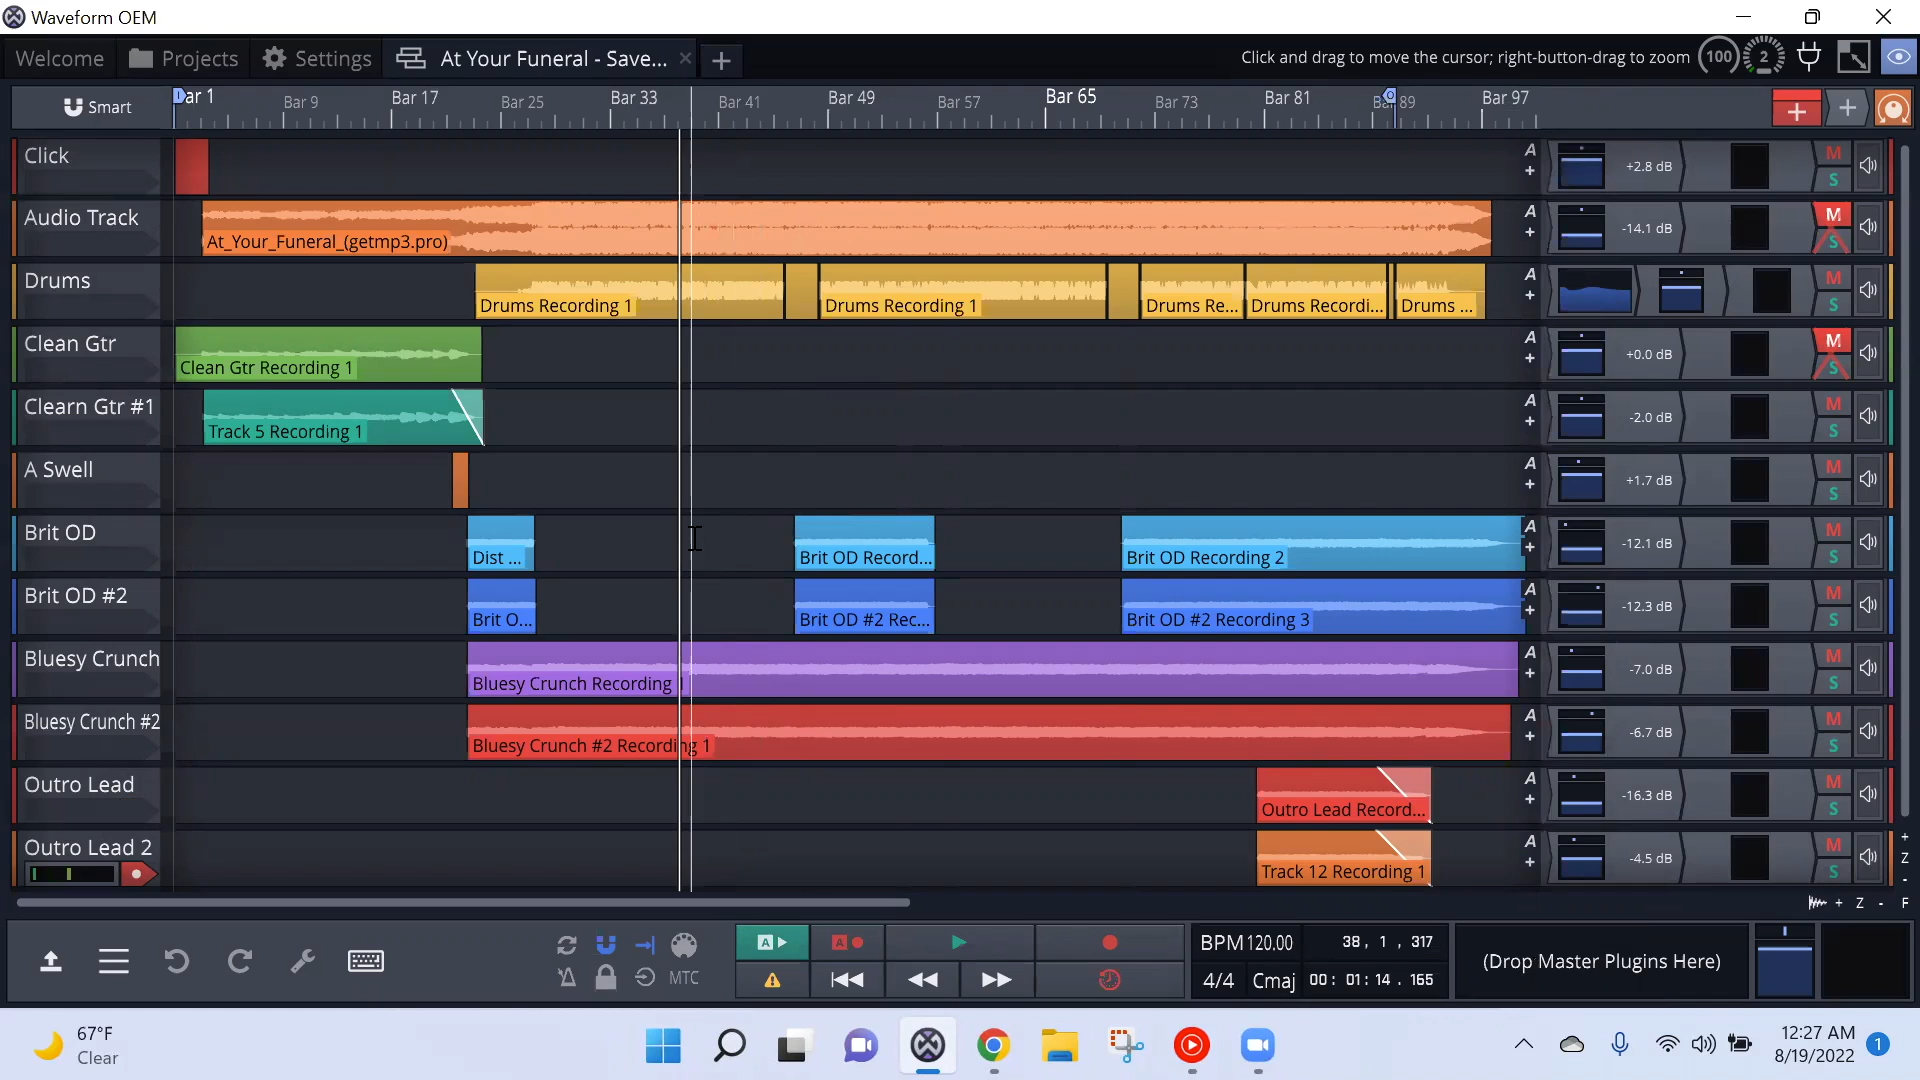 Waveform OEM
Welcome
Projects
Settings
At Your Funeral - Save...
Click and drag to move the cursor; right-button-drag to zoom
100
2
Smart
ar 1
Bar 9
Bar 17
Bar 25
Bar 33
Bar 41
Bar 49
Bar 57
Bar 65
Bar 73
Bar 81
89
Bar 97
Click
A
+2.8 dB
M
S
Audio Track
At_Your_Funeral_(getmp3.pro)
A
-14.1 dB
M
S
Drums
Drums Recording 1
Drums Recording 1
Drums Re...
Drums Recordi...
Drums ...
A
M
S
Clean Gtr
Clean Gtr Recording 1
A
+0.0 dB
M
S
Clearn Gtr #1
Track 5 Recording 1
A
-2.0 dB
M
S
A Swell
A
+1.7 dB
M
S
Brit OD
Dist ...
Brit OD Record...
Brit OD Recording 2
A
-12.1 dB
M
S
Brit OD #2
Brit O...
Brit OD #2 Rec...
Brit OD #2 Recording 3
A
-12.3 dB
M
S
Bluesy Crunch
Bluesy Crunch Recording 1
A
-7.0 dB
M
S
Bluesy Crunch #2
Bluesy Crunch #2 Recording 1
A
-6.7 dB
M
S
Outro Lead
Outro Lead Record...
A
-16.3 dB
M
S
Outro Lead 2
Track 12 Recording 1
A
-4.5 dB
M
S
+ Z -
+ Z - F
MTC
A
A
BPM 120.00
38, 1, 317
4/4
Cmaj
00: 01: 14. 165
(Drop Master Plugins Here)
67°F
Clear
12:27 AM
8/19/2022
1